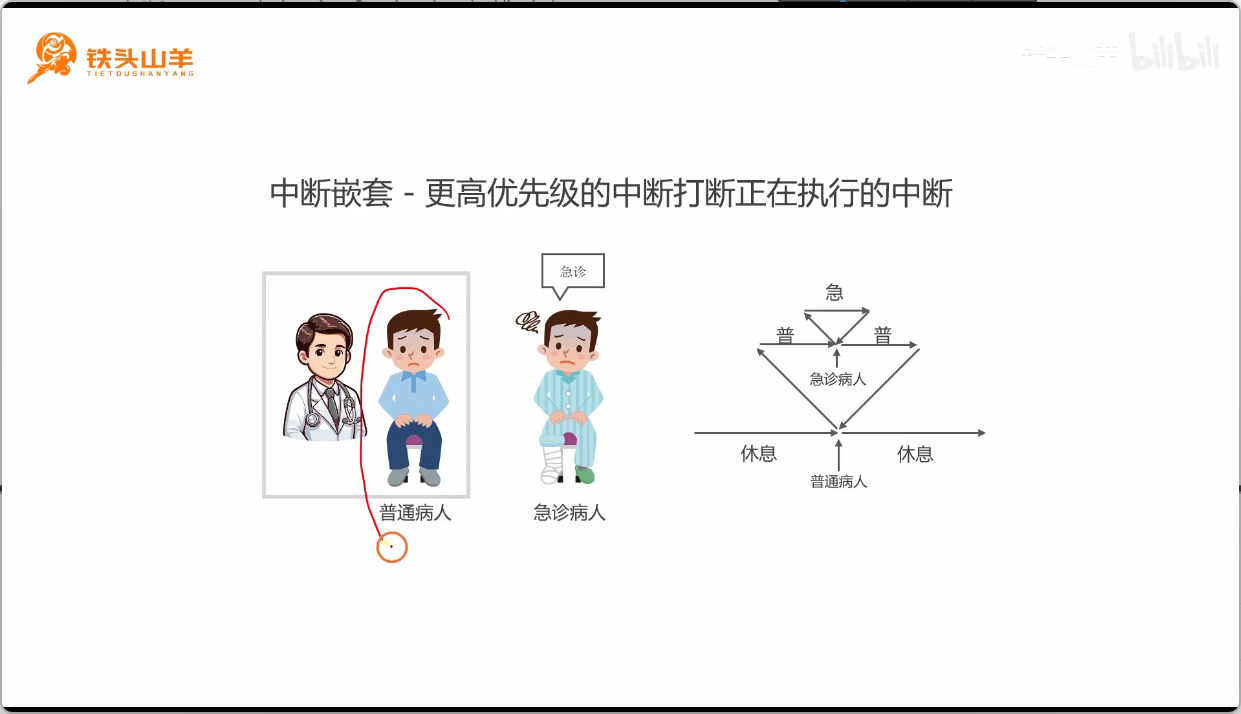 铁头山羊
TIETOUSHANYANG
bilibili
中断嵌套 - 更高优先级的中断打断正在执行的中断
急诊
普通病人
急诊病人
急
普
普
急诊病人
休息
休息
普通病人